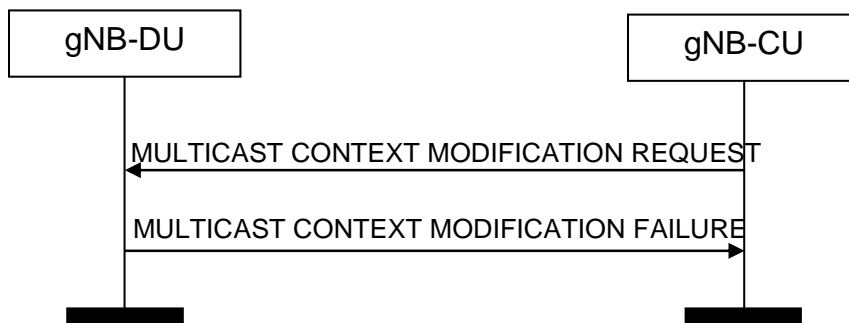 gNB-DU
gNB-CU
MULTICAST CONTEXT MODIFICATION REQUEST
MULTICAST CONTEXT MODIFICATION FAILURE